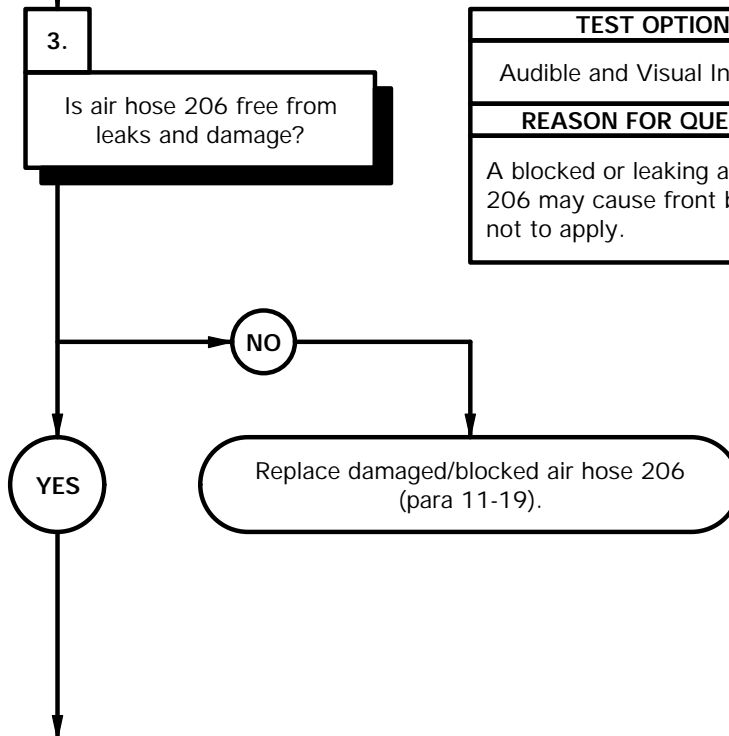 3.
Is air hose 206 free from
leaks and damage?
TEST OPTION
Audible and Visual
REASON FOR
A blocked or leaking
206 may cause front
not to apply.
NO
YES
Replace damaged/blocked air hose 206
(para 11-19).